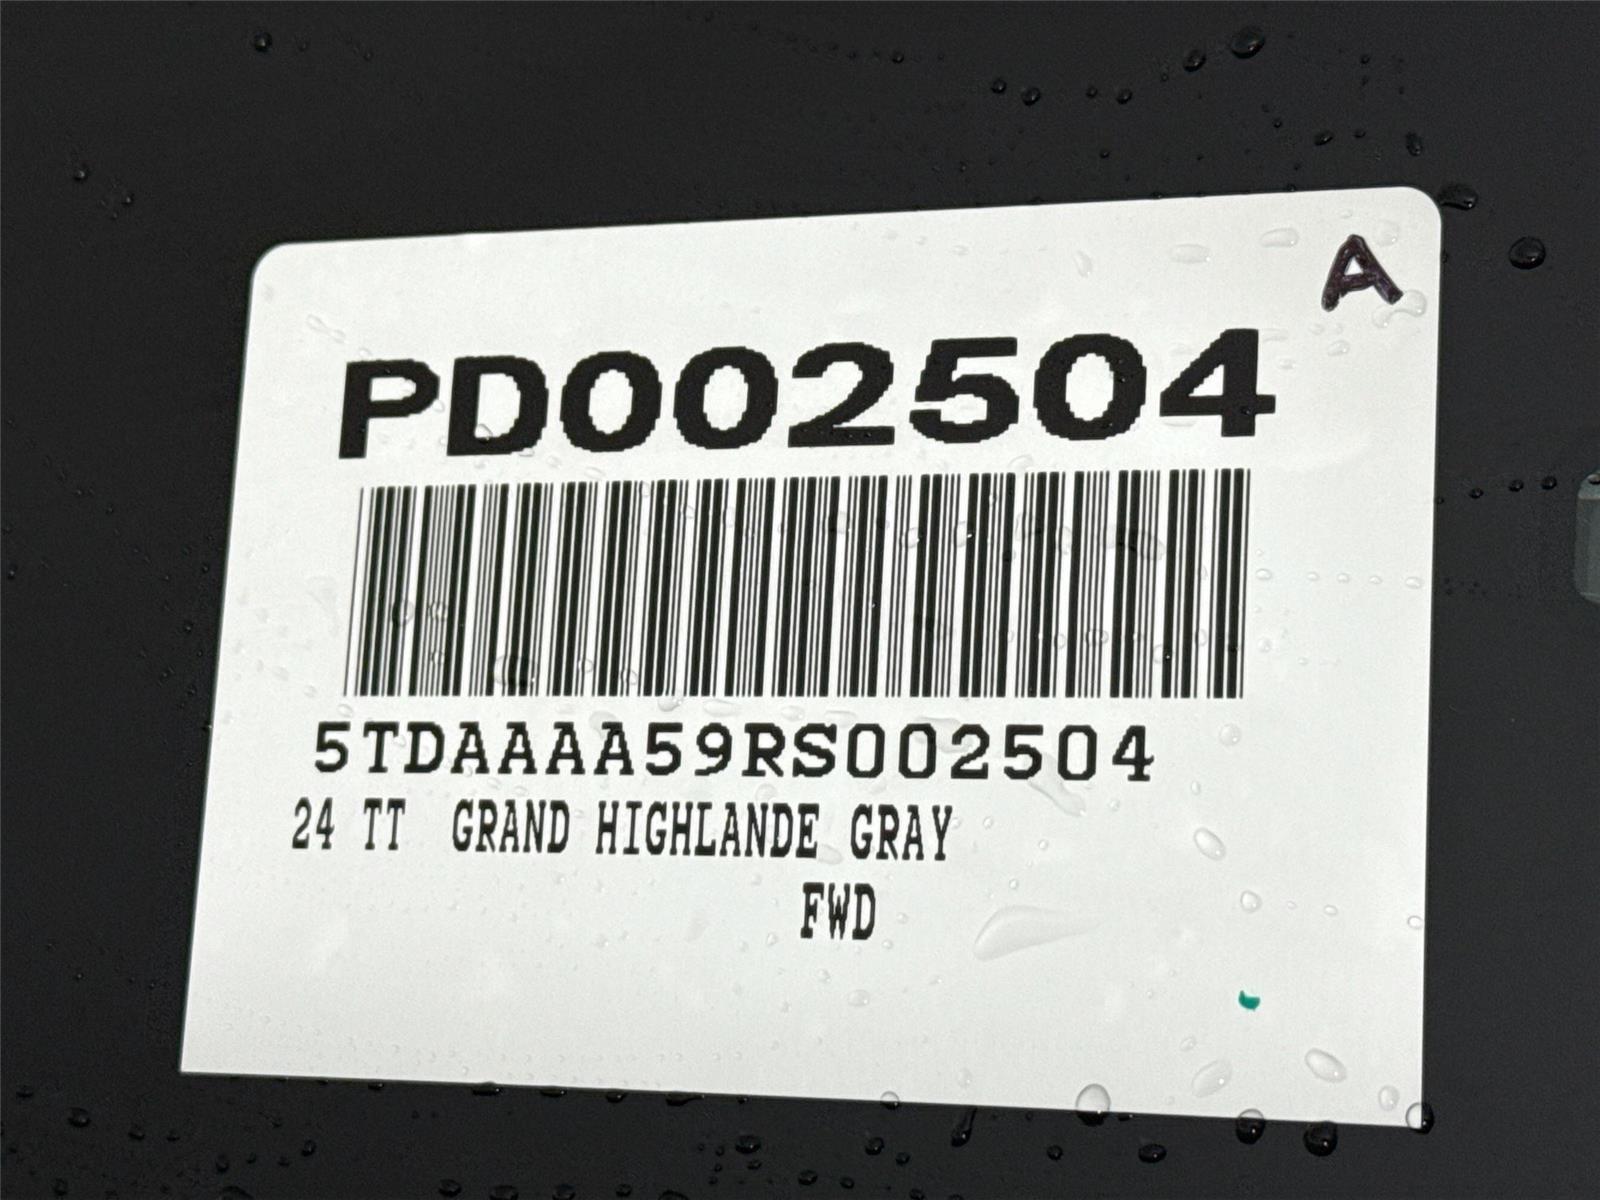 A
PD002504
5TDAAAA59RS002504
24 TT GRAND HIGHLANDE GRAY
FWD